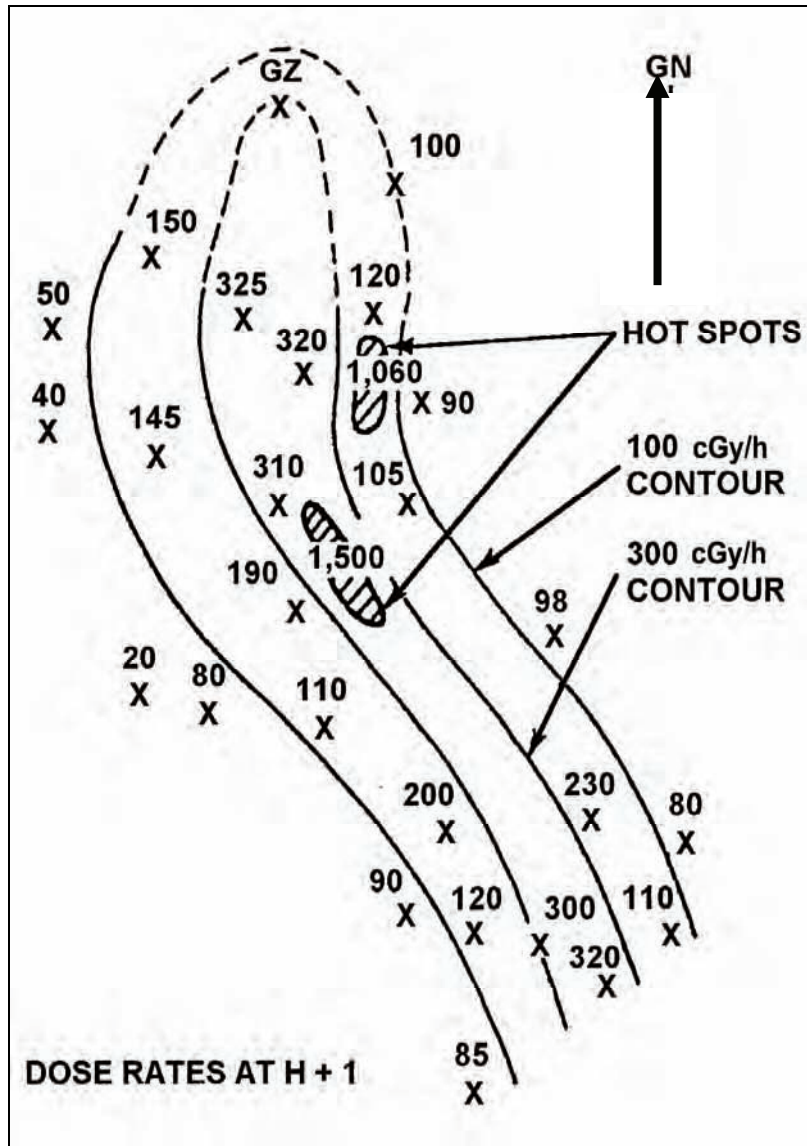 GZ
X
GN
100
X
150
X
50
X
325
X
120
X
320
X
HOT SPOTS
1,060
X 90
40
X
145
X
100 cGy/h
CONTOUR
310
X
105
X
1,500
300 cGy/h
CONTOUR
190
X
98
X
20
X
80
X
110
X
200
X
230
X
80
X
90
X
120
X
300
X
110
X
320
X
85
X
DOSE RATES AT H + 1